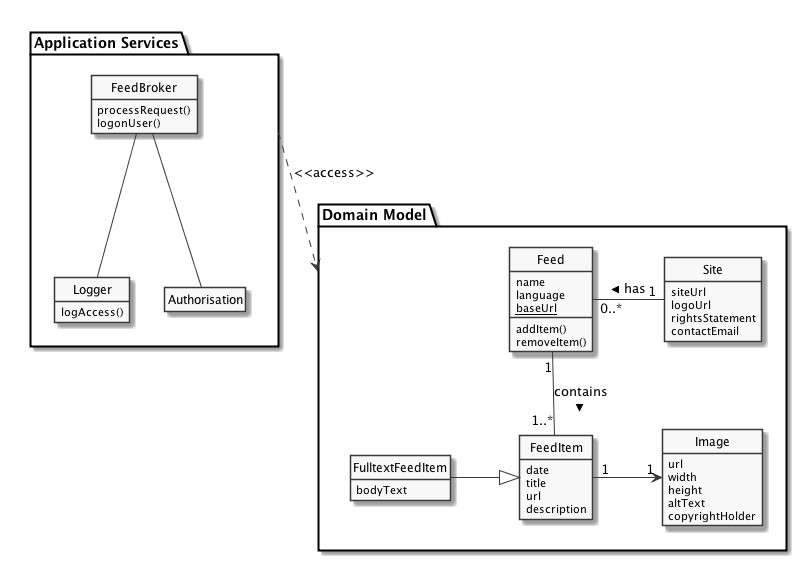 Application Services
FeedBroker
processRequest()
logonUser()
<<access>>
Logger
logAccess()
Authorisation
Domain Model
Feed
name
language
baseUrl
addItem()
removeItem()
◄ has 1
0..*
Site
siteUrl
logoUrl
rightsStatement
contactEmail
1
contains
▼
1..*
FulltextFeedItem
bodyText
FeedItem
date
title
url
description
1 1
Image
url
width
height
altText
copyrightHolder